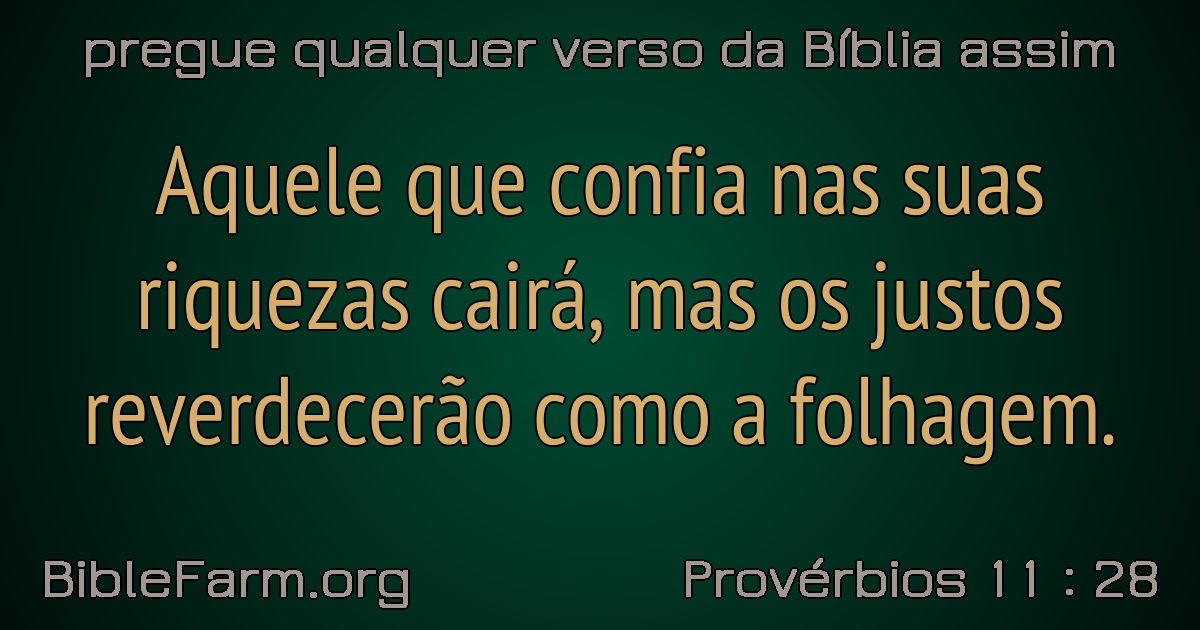 pregue qualquer verso da Bíblia assim
Aquele que confia nas suas
riquezas cairá, mas os justos
reverdecerão como a folhagem.
BibleFarm.org
Provérbios 11 : 28